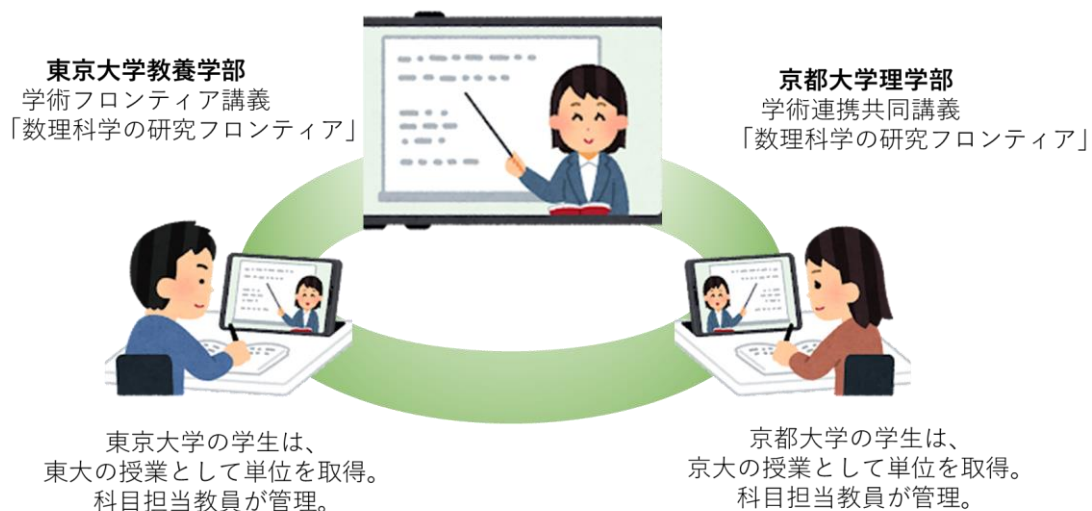 東京大学教養学部
学術フロンティア講義
「数理科学の研究フロンティア」
京都大学理学部
学術連携共同講義
「数理科学の研究フロンティア」
東京大学の学生は、
東大の授業として単位を取得。
科目担当教員が管理。
京都大学の学生は、
京大の授業として単位を取得。
科目担当教員が管理。